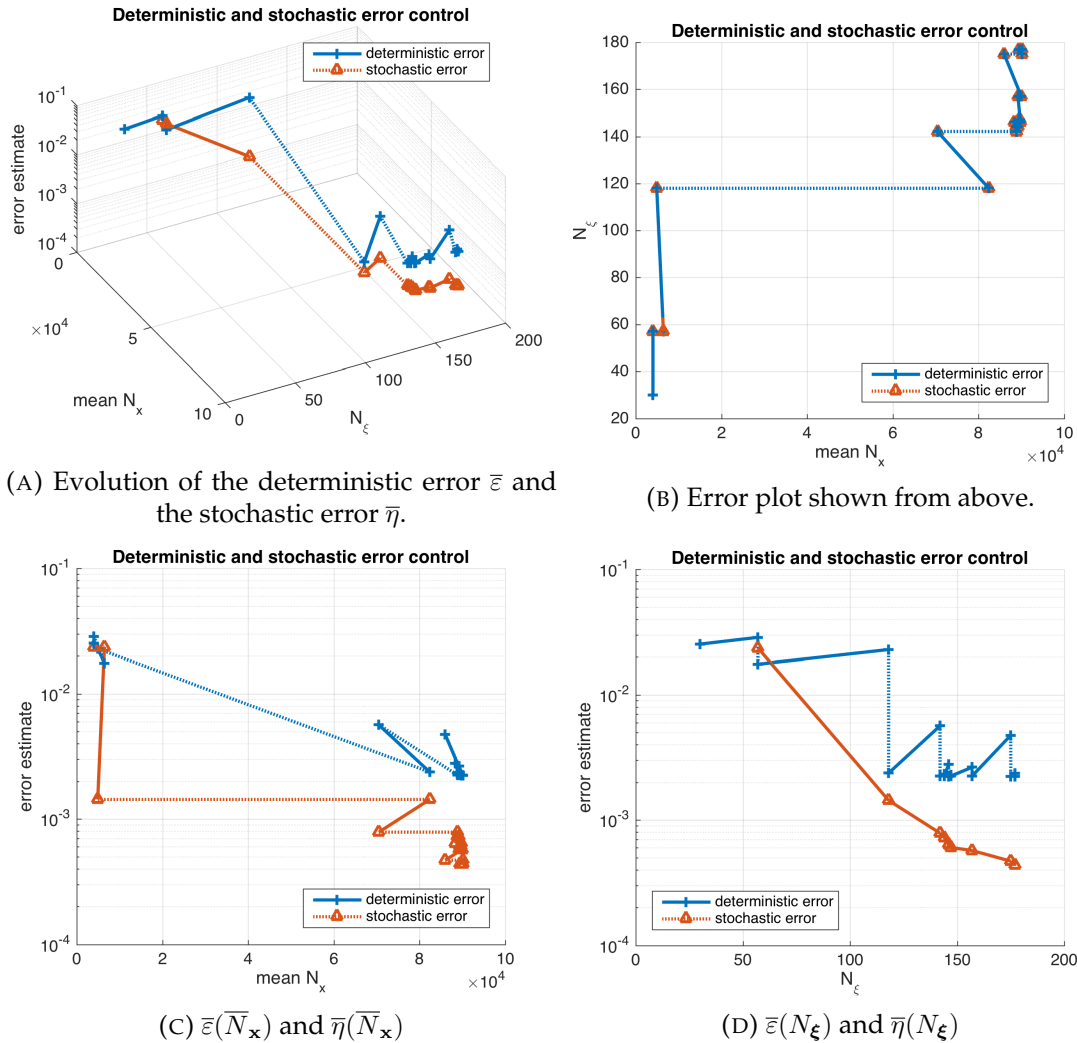 Deterministic and stochastic error control
deterministic error
stochastic error
10^-1
10^-2
10^-3
10^-4
error estimate
0
5
10
×10^4
mean N_x
0
50
100
150
200
N_ξ
(A) Evolution of the deterministic error ε̅ and
the stochastic error η̅.
Deterministic and stochastic error control
180
160
140
120
100
80
60
40
20
N_ξ
deterministic error
stochastic error
0 2 4 6 8 10
mean N_x
×10^4
(B) Error plot shown from above.
Deterministic and stochastic error control
10^-1
10^-2
10^-3
10^-4
error estimate
deterministic error
stochastic error
0 2 4 6 8 10
mean N_x
×10^4
(C) ε̅(N̅_x) and η̅(N̅_x)
Deterministic and stochastic error control
10^-1
10^-2
10^-3
10^-4
error estimate
deterministic error
stochastic error
0 50 100 150 200
N_ξ
(D) ε̅(N_ξ) and η̅(N_ξ)